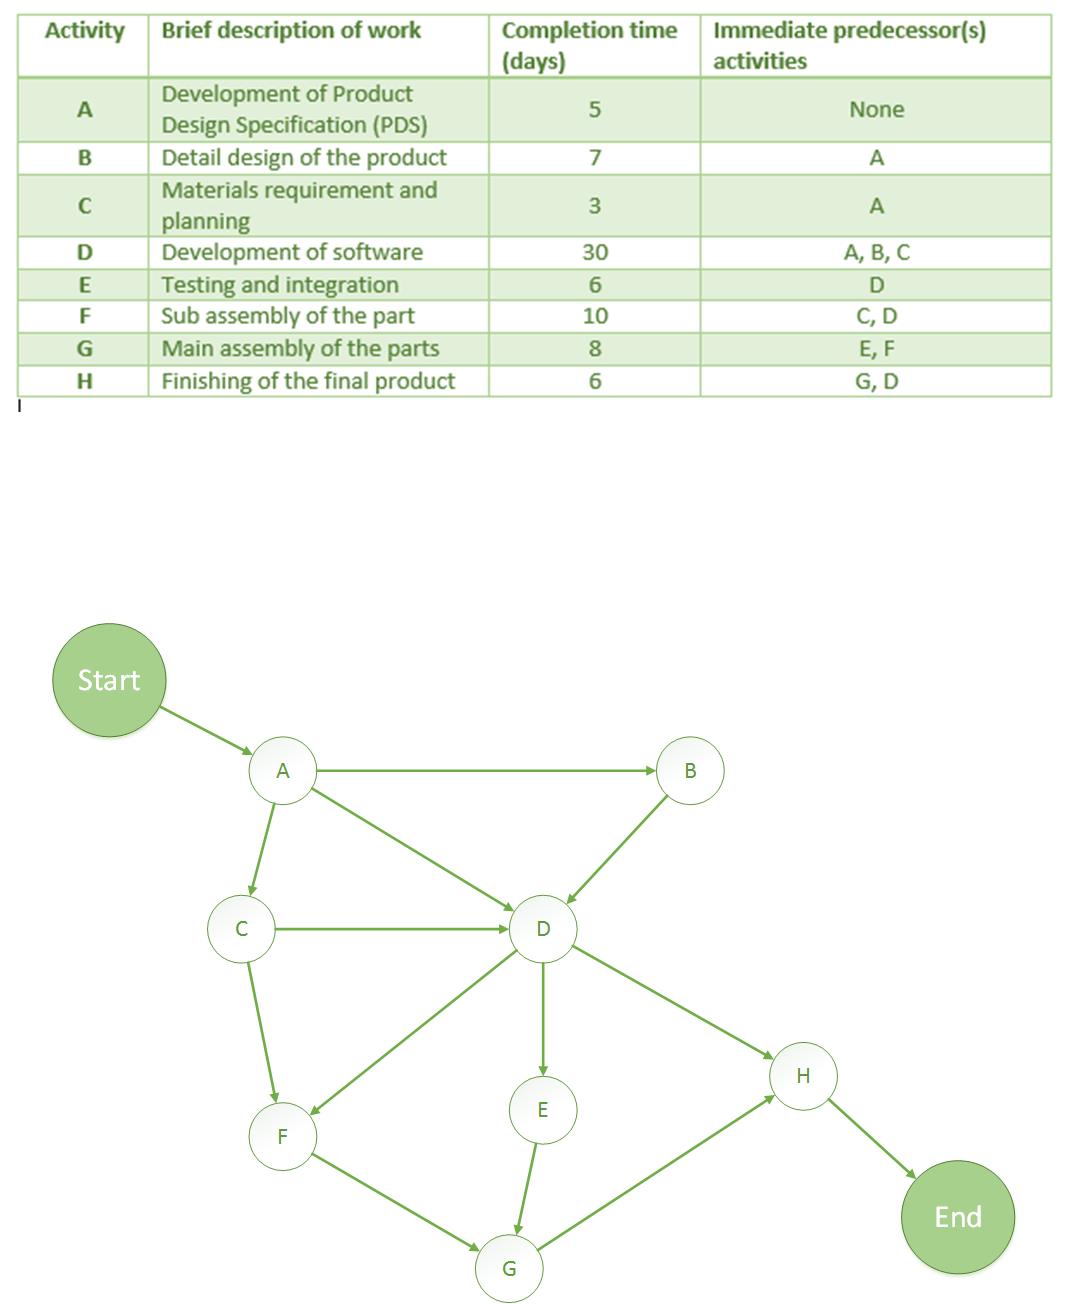 Activity Brief description of work Completion time (days) Immediate predecessor(s) activities
A Development of Product Design Specification (PDS) 5 None
B Detail design of the product 7 A
C Materials requirement and planning 3 A
D Development of software 30 A, B, C
E Testing and integration 6 D
F Sub assembly of the part 10 C, D
G Main assembly of the parts 8 E, F
H Finishing of the final product 6 G, D
Start
A
B
C
D
H
E
F
End
G